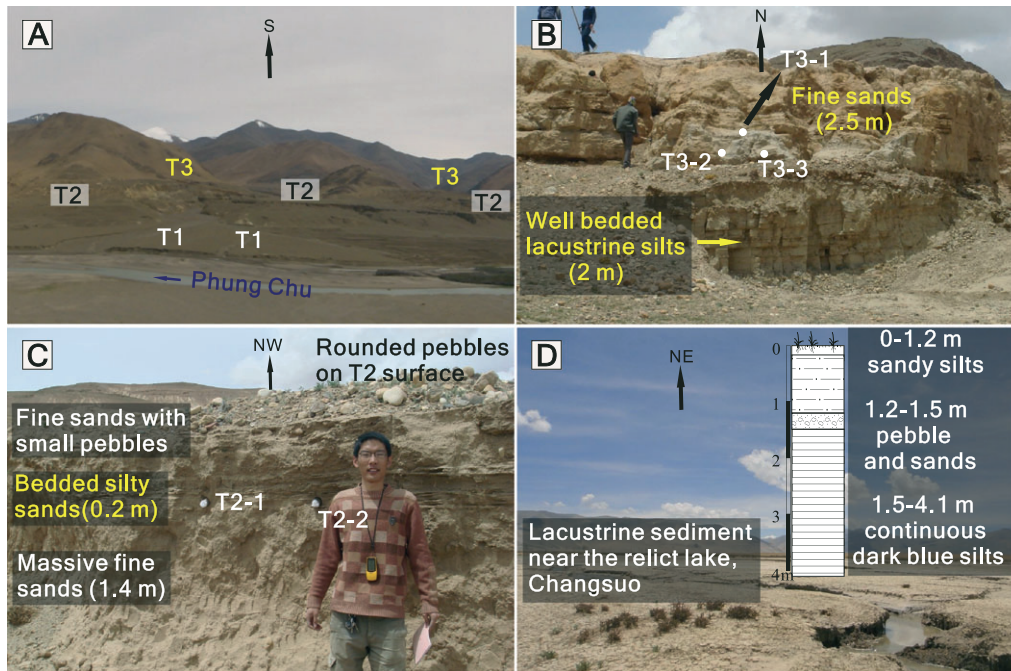 A
S
T3
T3
T2
T2
T2
T1
T1
Phung Chu
B
N
T3-1
Fine sands
(2.5 m)
T3-2
T3-3
Well bedded
lacustrine silts
(2 m)
C
NW
Rounded pebbles
on T2 surface
Fine sands with
small pebbles
Bedded silty
sands(0.2 m)
T2-1
T2-2
Massive fine
sands (1.4 m)
D
NE
0
1
2
3
4m
0-1.2 m
sandy silts
1.2-1.5 m
pebble
and sands
1.5-4.1 m
continuous
dark blue silts
Lacustrine sediment
near the relict lake,
Changsuo